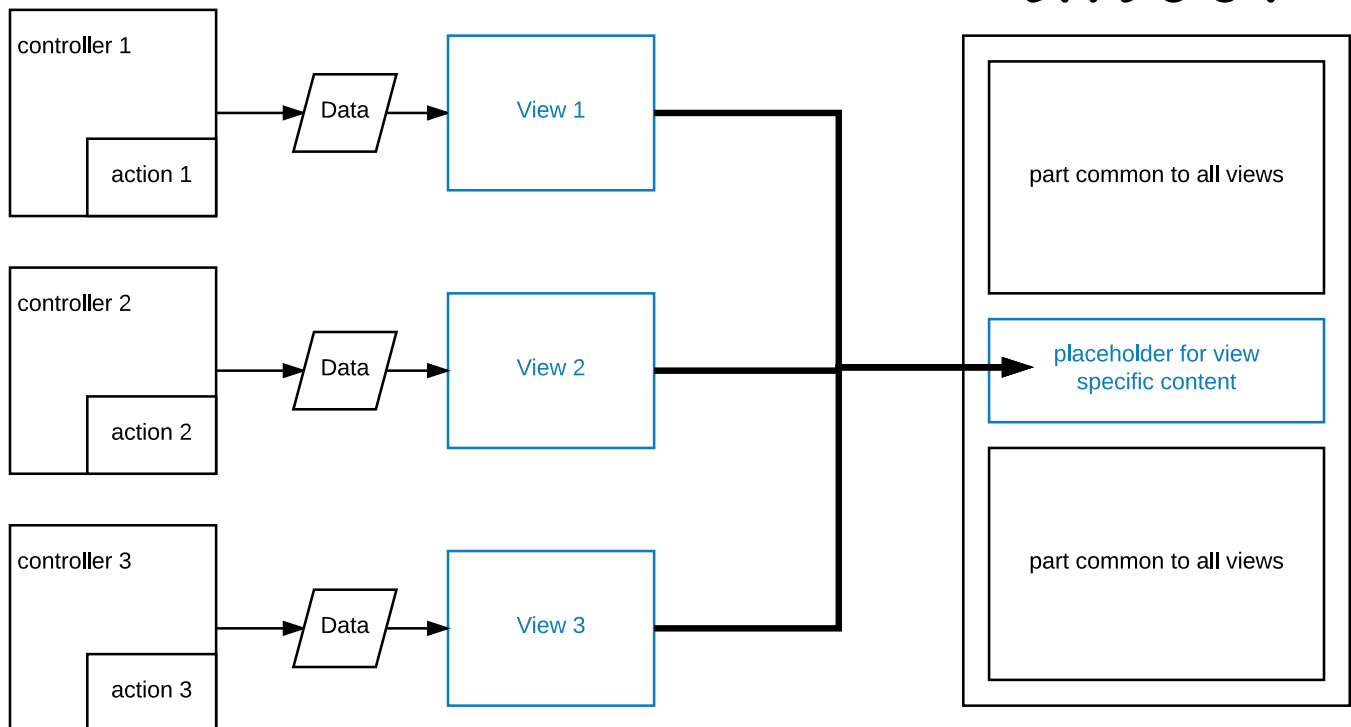 controller 1
action 1
Data
View 1
controller 2
action 2
Data
View 2
controller 3
action 3
Data
View 3
part common to all views
placeholder for view
specific content
part common to all views